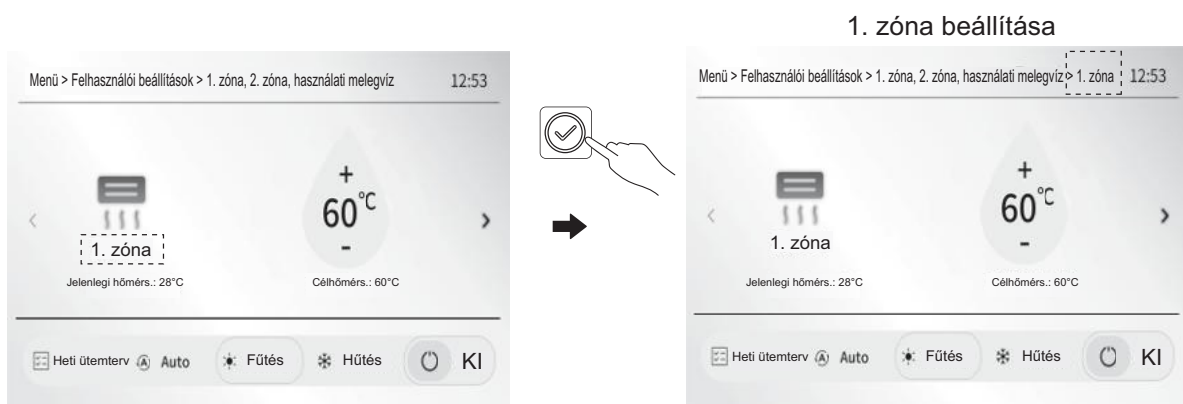 1. zóna beállítása
Menü > Felhasználói beállítások > 1. zóna, 2. zóna, használati melegvíz 12:53
+
60°C
-
1. zóna
Jelenlegi hőmérs.: 28°C Célhőmérs.: 60°C
Heti ütemterv A Auto Fűtés Hűtés KI
Menü > Felhasználói beállítások > 1. zóna, 2. zóna, használati melegvíz > 1. zóna 12:53
+
60°C
-
1. zóna
Jelenlegi hőmérs.: 28°C Célhőmérs.: 60°C
Heti ütemterv A Auto Fűtés Hűtés KI